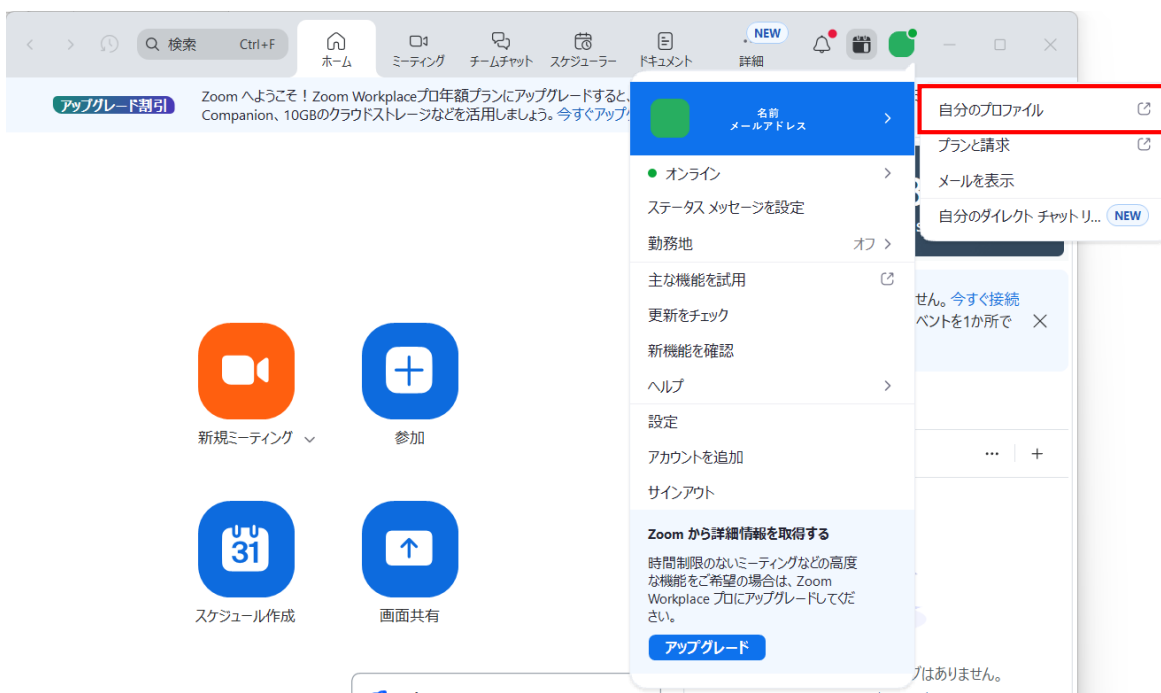 検索 Ctrl+F
ホーム
ミーティング
チームチャット
スケジューラー
ドキュメント
NEW
詳細
アップグレード割引
Zoom へようこそ！Zoom Workplaceプロ年額プランにアップグレードすると、
Companion、10GBのクラウドストレージなどを活用しましょう。今すぐアップ
名前
メールアドレス
自分のプロファイル
プランと請求
メールを表示
自分のダイレクト チャットリ... NEW
オンライン
ステータス メッセージを設定
勤務地 オフ
主な機能を試用
更新をチェック
新機能を確認
ヘルプ
設定
アカウントを追加
サインアウト
Zoom から詳細情報を取得する
時間制限のないミーティングなどの高度
な機能をご希望の場合は、Zoom
Workplace プロにアップグレードしてくだ
さい。
アップグレード
せん。今すぐ接続
ベントを1か所で
新規ミーティング
参加
31
スケジュール作成
画面共有
はありません。